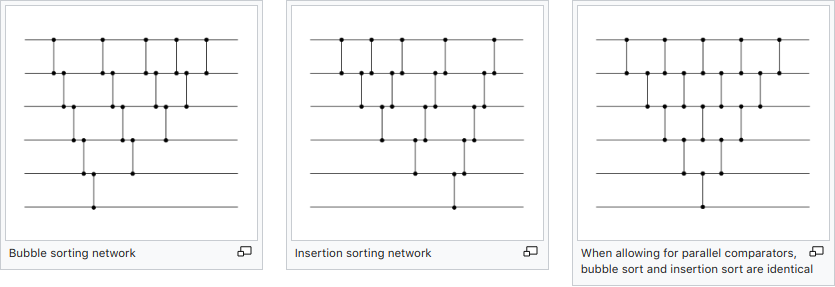 Bubble sorting network
Insertion sorting network
When allowing for parallel comparators,
bubble sort and insertion sort are identical